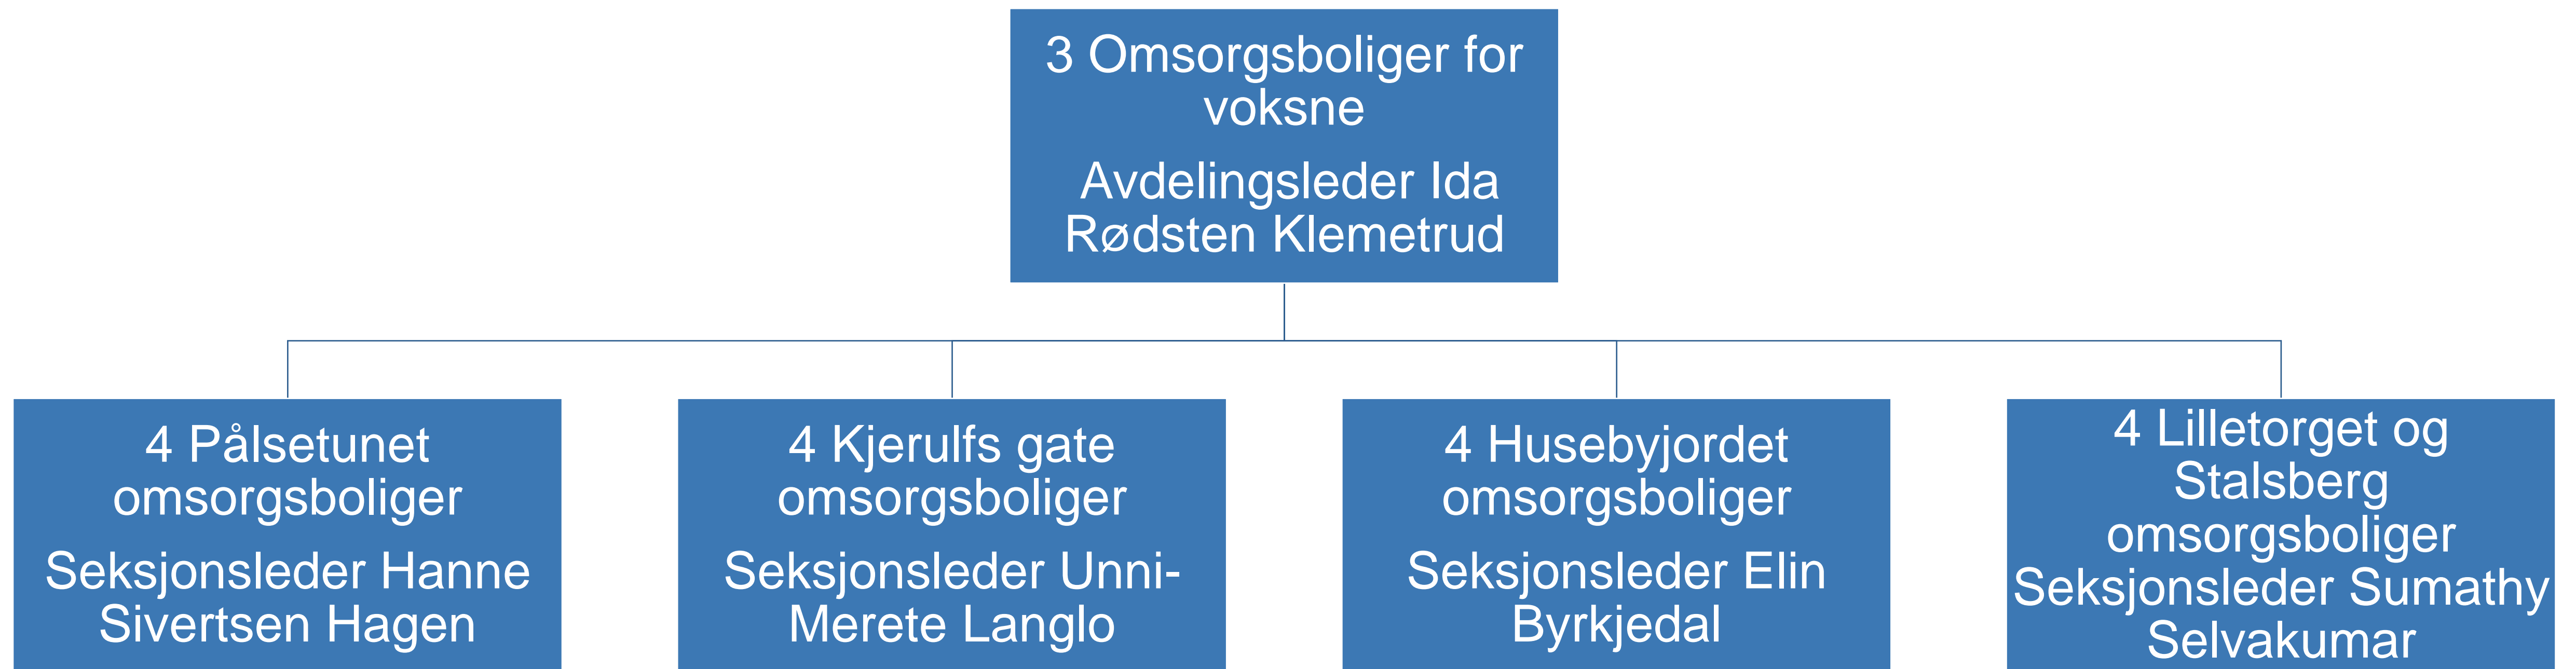 3 Omsorgsboliger for
voksne
Avdelingsleder Ida
Rødsten Klemetrud
4 Pålsetunet
omsorgsboliger
Seksjonsleder Hanne
Sivertsen Hagen
4 Kjerulfs gate
omsorgsboliger
Seksjonsleder Unni-
Merete Langlo
4 Husebyjordet
omsorgsboliger
Seksjonsleder Elin
Byrkjedal
4 Lilletorget og
Stalsberg
omsorgsboliger
Seksjonsleder Sumathy
Selvakumar